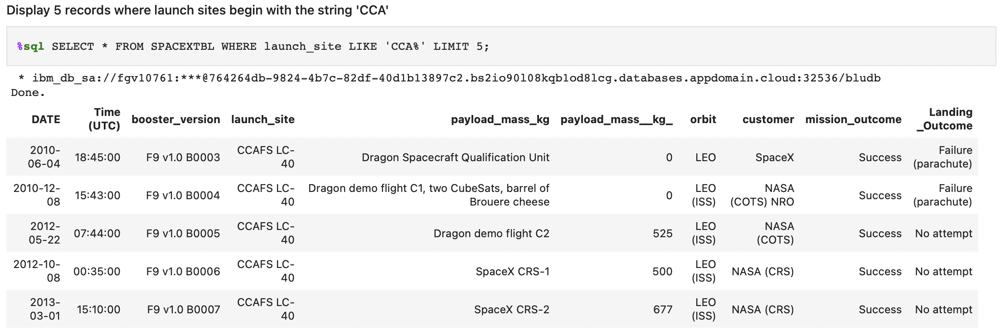 Display 5 records where launch sites begin with the string 'CCA'
%sql SELECT * FROM SPACEXTBL WHERE launch_site LIKE 'CCA%' LIMIT 5;
* ibm_db_sa://fgv10761:***@764264db-9824-4b7c-82df-40d1b13897c2.bs2io90l08kqb1od8lcg.databases.appdomain.cloud:32536/bludb
Done.
DATE Time (UTC) booster_version launch_site payload_mass_kg payload_mass__kg_ orbit customer mission_outcome Landing _Outcome
2010-06-04 18:45:00 F9 v1.0 B0003 CCAFS LC-40 Dragon Spacecraft Qualification Unit 0 LEO SpaceX Success Failure (parachute)
2010-12-08 15:43:00 F9 v1.0 B0004 CCAFS LC-40 Dragon demo flight C1, two CubeSats, barrel of Brouere cheese 0 LEO (ISS) NASA (COTS) NRO Success Failure (parachute)
2012-05-22 07:44:00 F9 v1.0 B0005 CCAFS LC-40 Dragon demo flight C2 525 LEO (ISS) NASA (COTS) Success No attempt
2012-10-08 00:35:00 F9 v1.0 B0006 CCAFS LC-40 SpaceX CRS-1 500 LEO (ISS) NASA (CRS) Success No attempt
2013-03-01 15:10:00 F9 v1.0 B0007 CCAFS LC-40 SpaceX CRS-2 677 LEO (ISS) NASA (CRS) Success No attempt